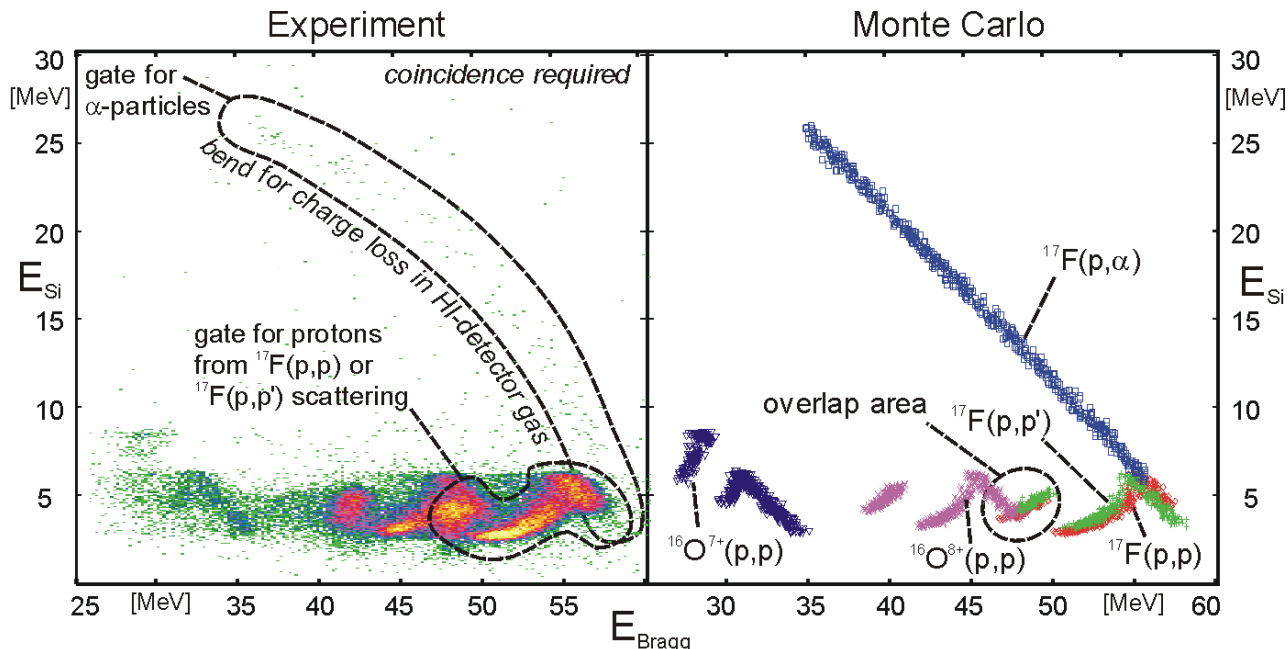 Experiment
Monte Carlo
30
[MeV]
25
20
E_Si
15
10
5
gate for
α-particles
coincidence required
bend for charge loss in HI-detector gas
gate for protons
from ¹⁷F(p,p) or
¹⁷F(p,p') scattering
25 [MeV] 35 40 45 50 55
E_Bragg
¹⁷F(p,α)
overlap area
¹⁷F(p,p')
¹⁶O⁷⁺(p,p)
¹⁶O⁸⁺(p,p)
¹⁷F(p,p)
30
[MeV]
25
20
E_Si
15
10
5
30 35 40 45 50 [MeV] 60